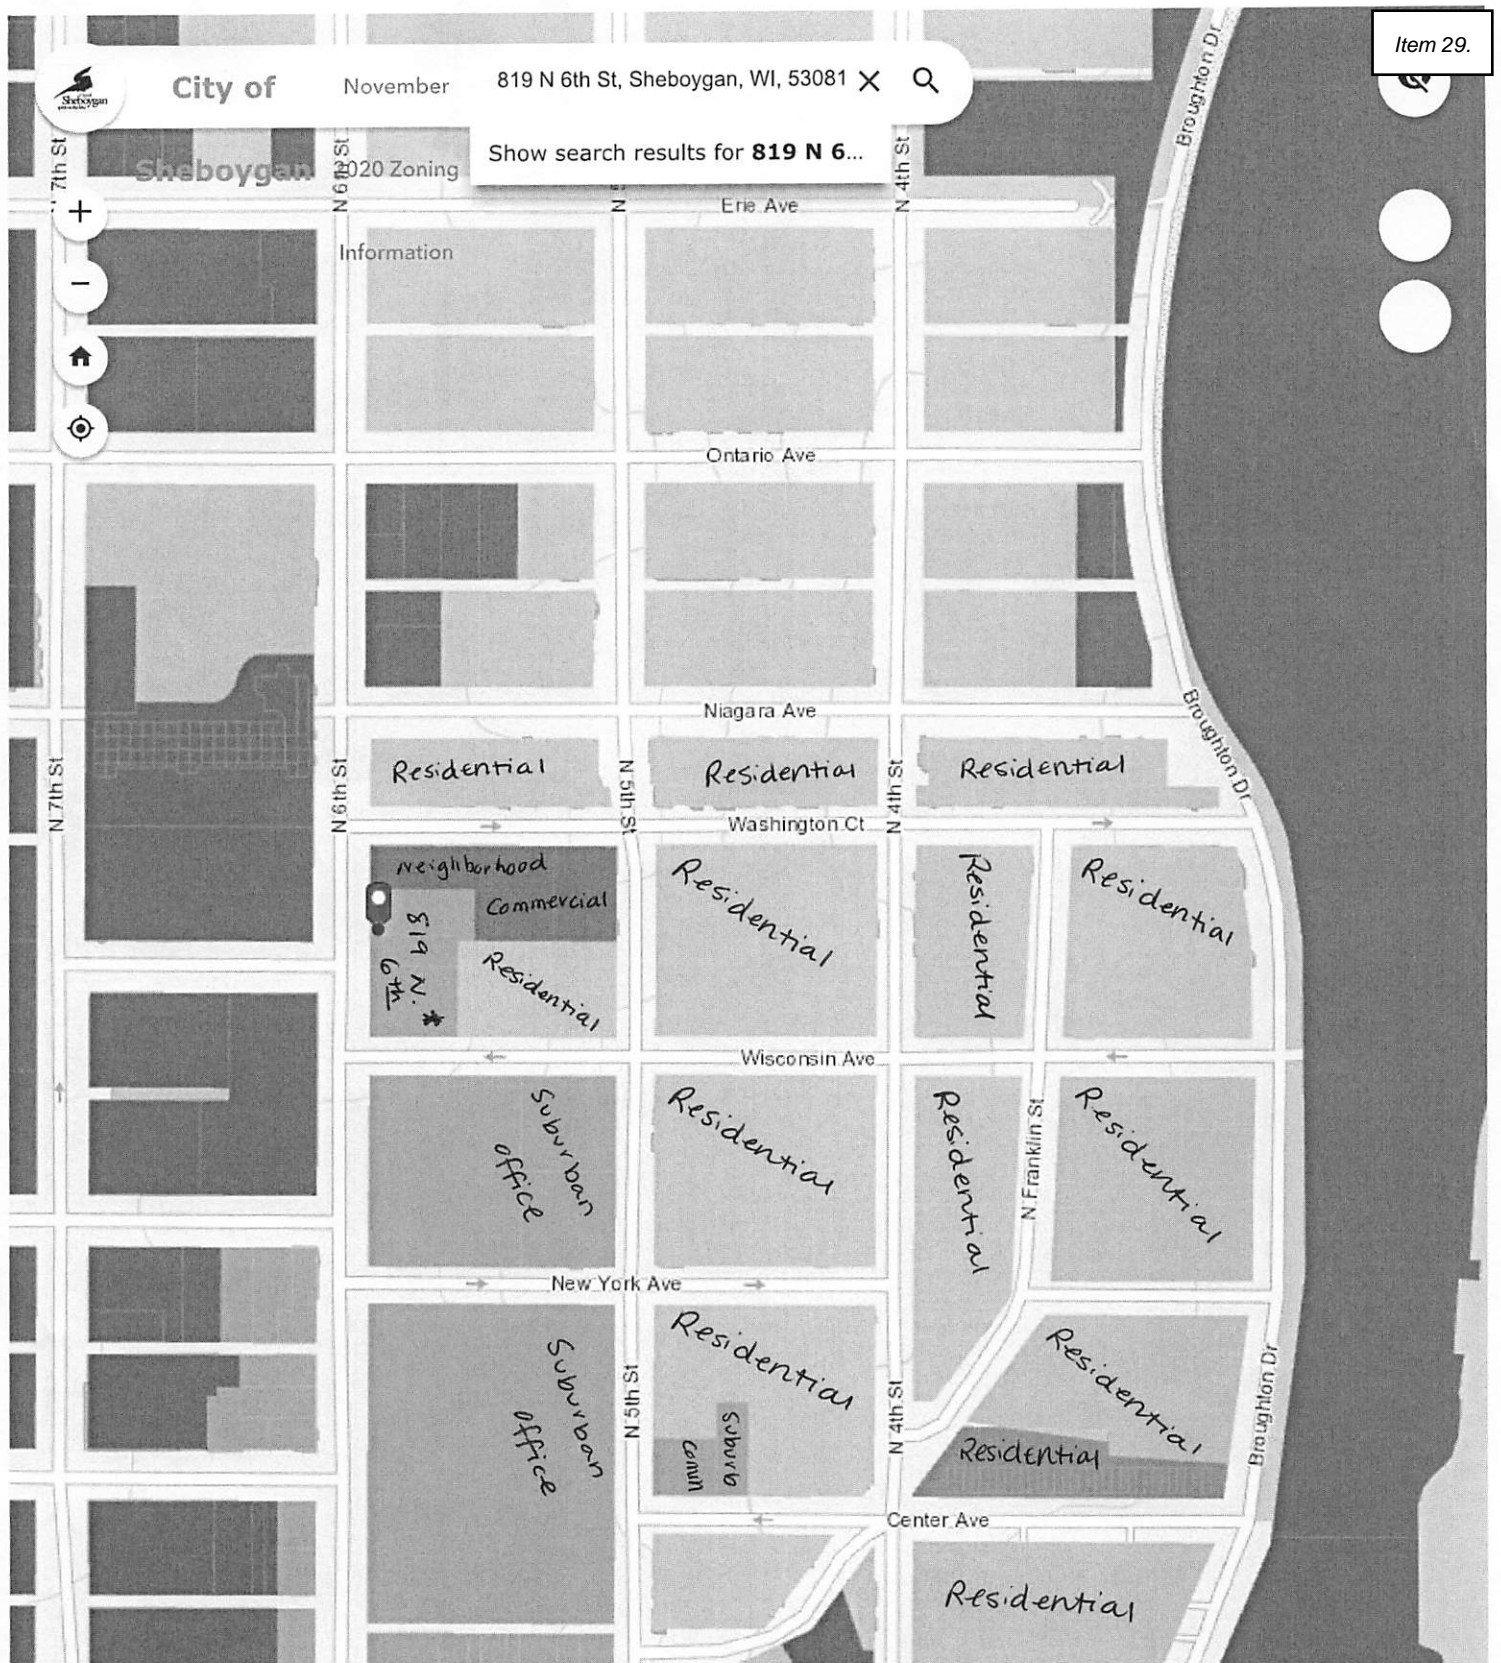 Item 29.
City of
November
819 N 6th St, Sheboygan, WI, 53081
Sheboygan
Show search results for 819 N 6...
Sheboygan
2020 Zoning
Information
N 7th St
N 6th St
N 4th St
Broughton Dr
Erie Ave
Ontario Ave
Niagara Ave
Broughton Dr
N 7th St
N 6th St
N 5th St
N 4th St
Residential
Residential
Residential
Washington Ct
Neighborhood
Commercial
819 N.
6th
*
Residential
Residential
Residential
Residential
Wisconsin Ave
Suburban
office
Residential
Residential
N Franklin St
Residential
New York Ave
Suburban
office
N 5th St
Residential
Suburb
Comm
N 4th St
Residential
Residential
Broughton Dr
Center Ave
Residential